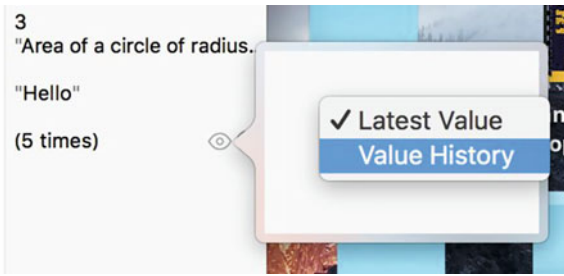 3
"Area of a circle of radius..
"Hello"
(5 times)
✓ Latest Value
Value History